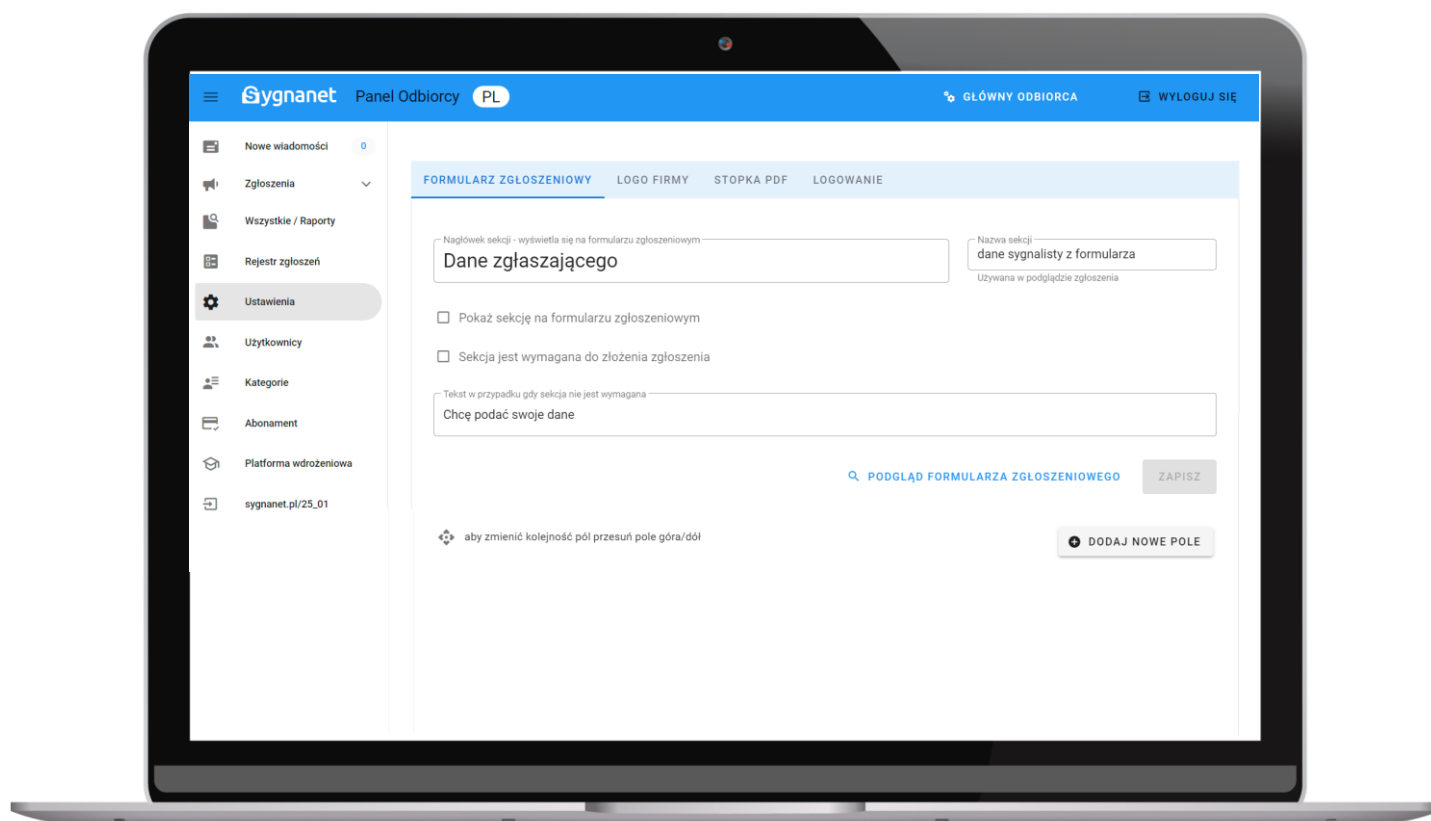 Sygnanet Panel Odbiorcy PL
GŁÓWNY ODBIORCA
WYLOGUJ SIĘ
Nowe wiadomości 0
Zgłoszenia
Wszystkie / Raporty
Rejestr zgłoszeń
Ustawienia
Użytkownicy
Kategorie
Abonament
Platforma wdrożeniowa
sygnanet.pl/25_01
FORMULARZ ZGŁOSZENIOWY LOGO FIRMY STOPKA PDF LOGOWANIE
Nagłówek sekcji - wyświetla się na formularzu zgłoszeniowym
Dane zgłaszającego
Nazwa sekcji
dane sygnalisty z formularza
Używana w podglądzie zgłoszenia
Pokaż sekcję na formularzu zgłoszeniowym
Sekcja jest wymagana do złożenia zgłoszenia
Tekst w przypadku gdy sekcja nie jest wymagana
Chcę podać swoje dane
PODGLĄD FORMULARZA ZGŁOSZENIOWEGO
ZAPISZ
aby zmienić kolejność pól przesuń pole góra/dół
DODAJ NOWE POLE